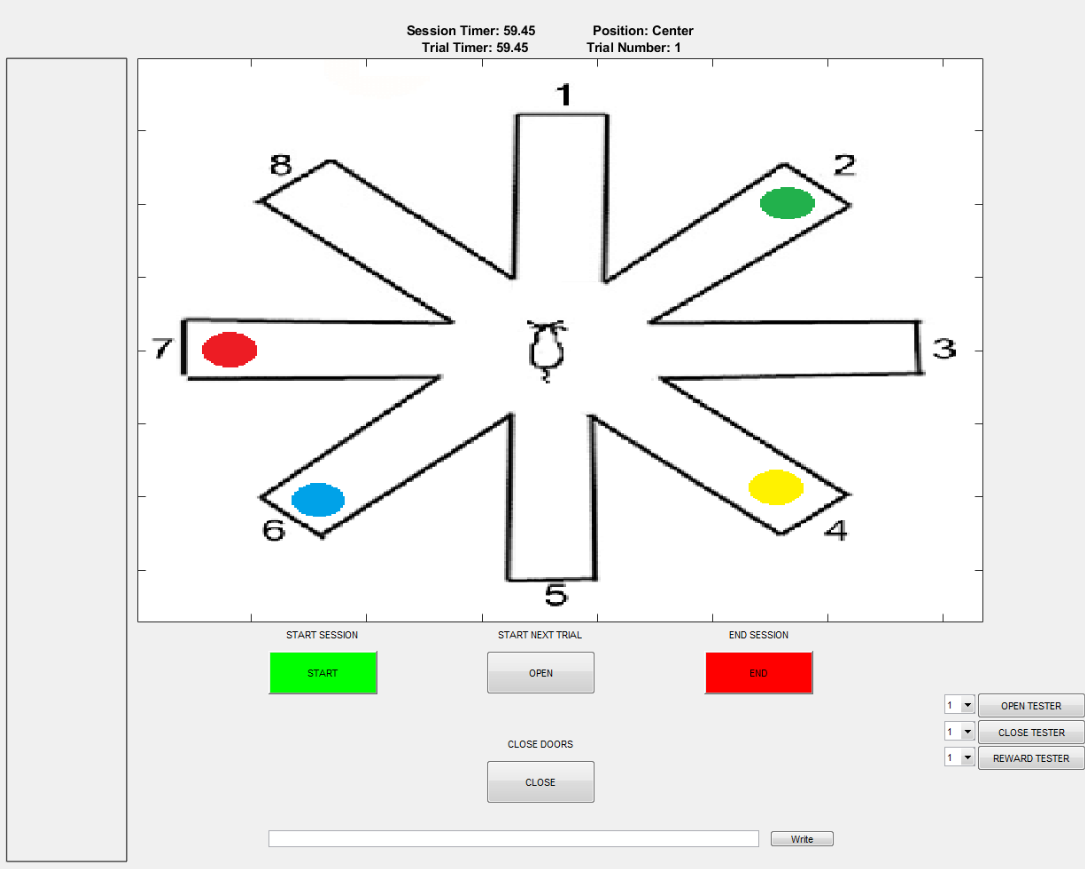 Session Timer: 59.45 Position: Center
Trial Timer: 59.45 Trial Number: 1
1
8 2
7 3
6 4
5
START SESSION START NEXT TRIAL END SESSION
START OPEN END
1 OPEN TESTER
1 CLOSE TESTER
CLOSE DOORS
1 REWARD TESTER
CLOSE
Write